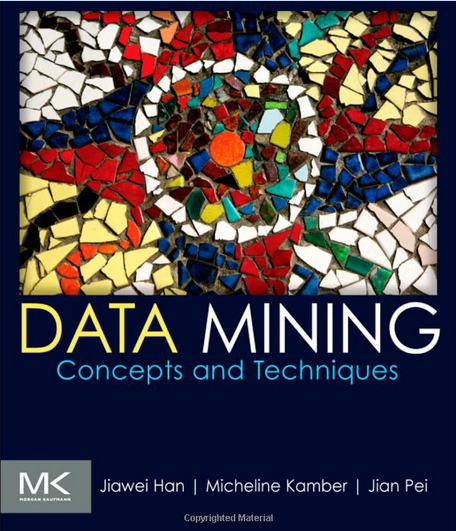 DATA MINING
Concepts and Techniques
MK
MORGAN KAUFMANN
Jiawei Han | Micheline Kamber | Jian Pei
Copyrighted Material